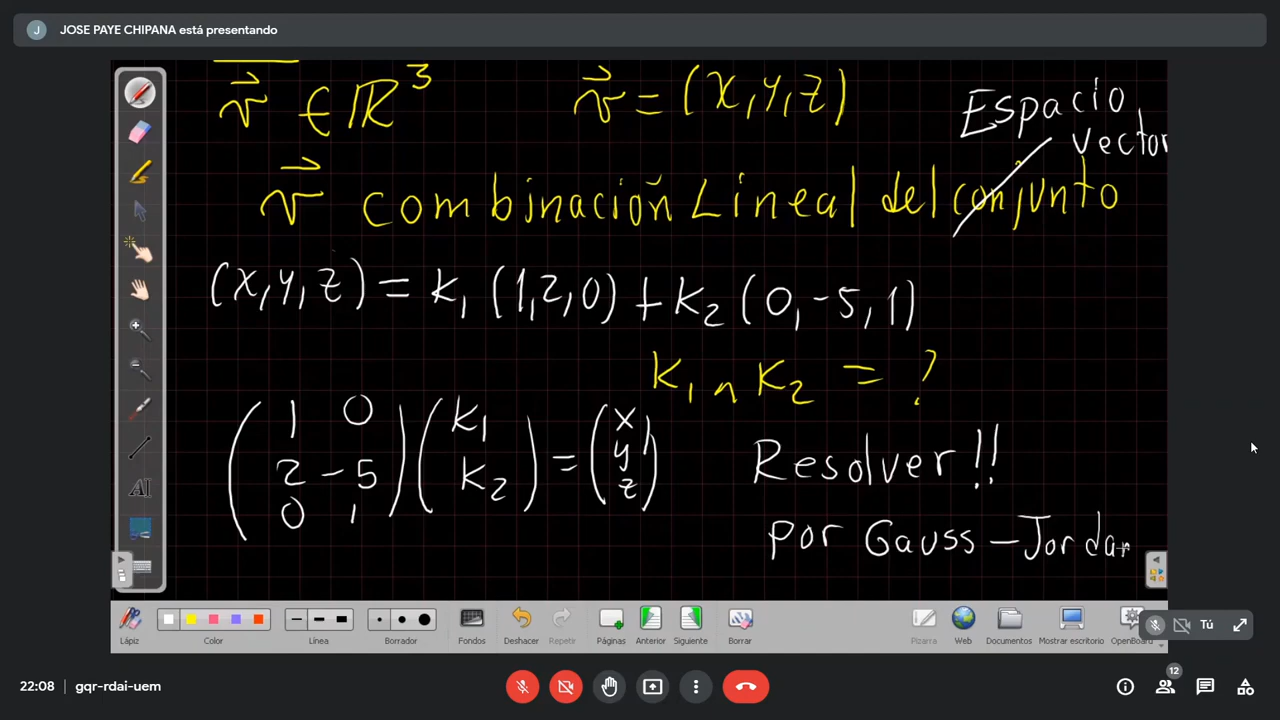 J JOSE PAYE CHIPANA está presentando
v⃗ ∈ ℝ³ v⃗ = (x,y,z)
Espacio
vector
v⃗ combinación Lineal del conjunto
(x,y,z) = k₁ (1,2,0) + k₂ (0,-5,1)
k₁ ∧ k₂ = ?
(1 0) (k₁) = (x)
(2 -5) (k₂) (y)
(0 1) (z)
Resolver!!
por Gauss-Jordan
Lápiz Color Línea Borrador Fondos Deshacer Repetir Páginas Anterior Siguiente Borrar Pizarra Web Documentos Mostrar escritorio OpenBoard
Tú
22:08 | gqr-rdai-uem
12